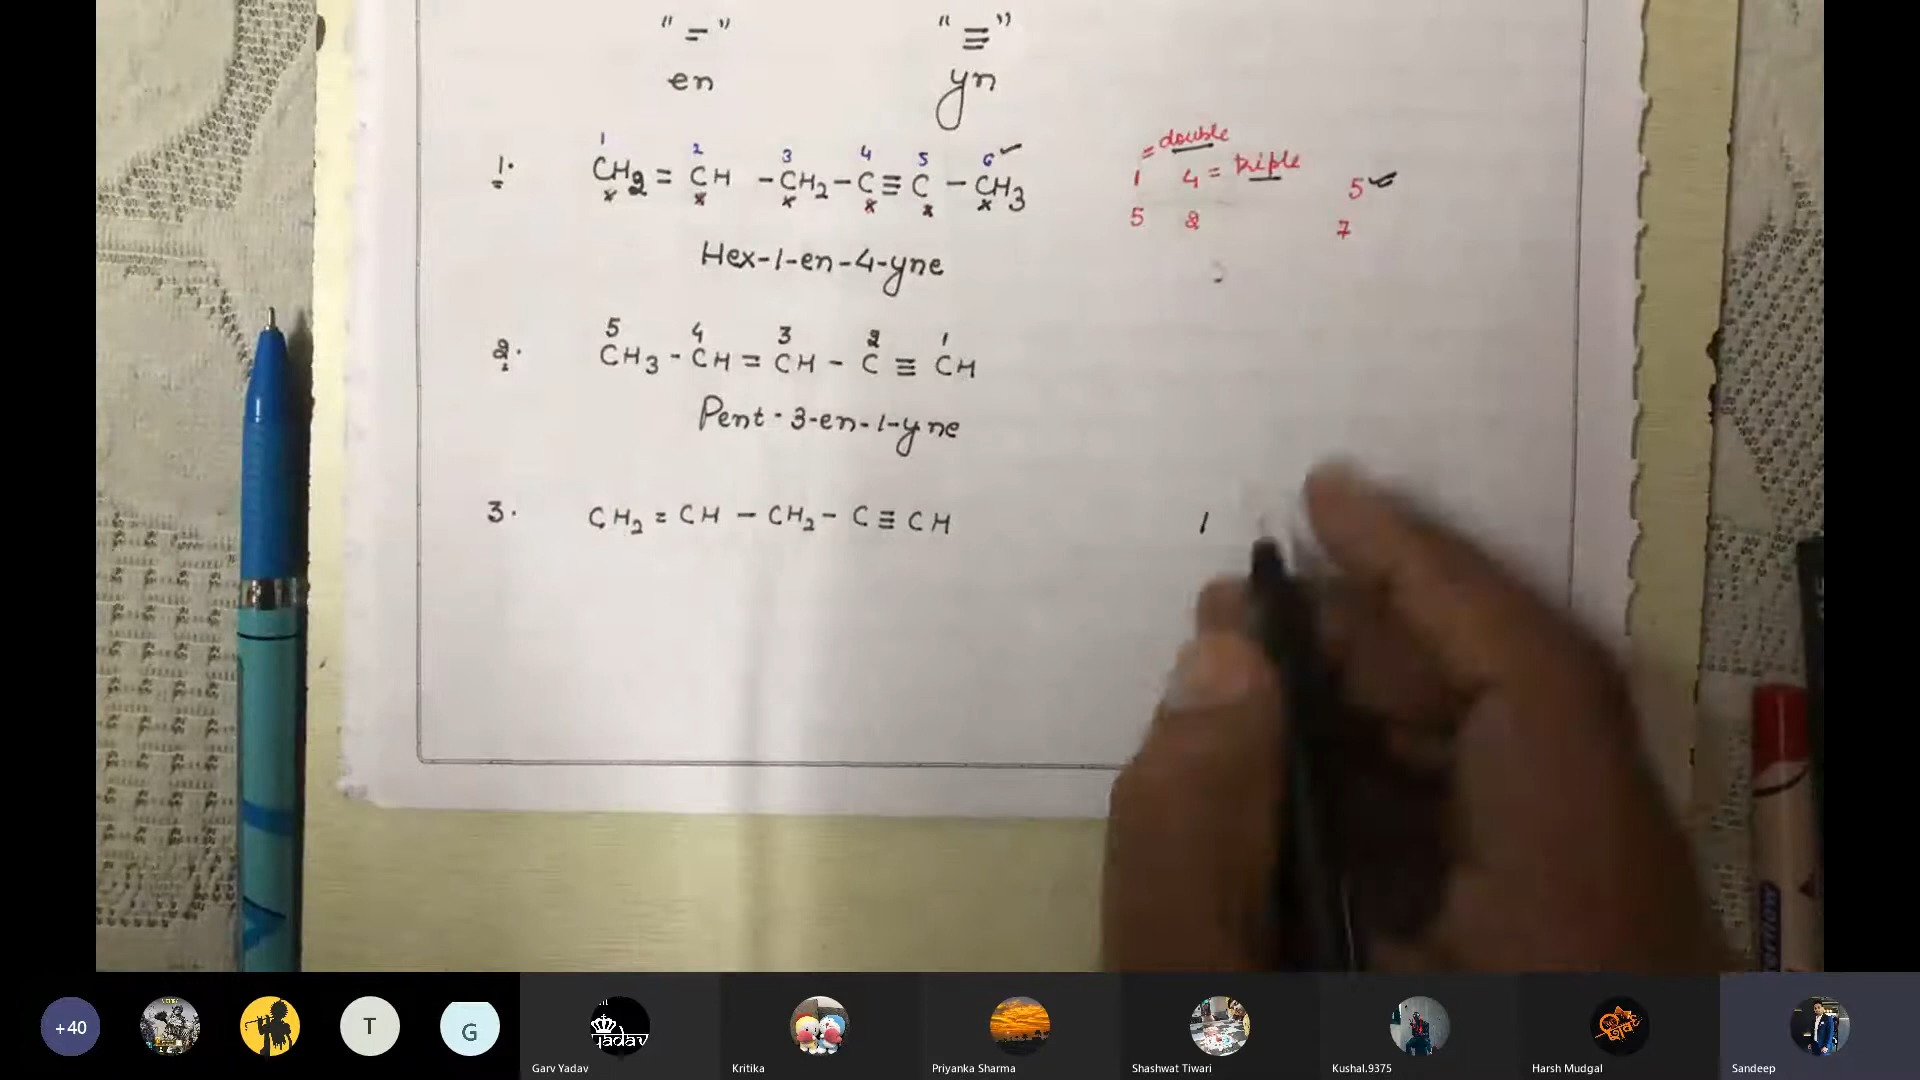 " = " " ≡ "
en yn
= double
1 2 3 4 5 6
1. CH2 = CH - CH2 - C ≡ C - CH3
1 4 = triple 5
5 2 7
Hex-1-en-4-yne
5 4 3 2 1
2. CH3 - CH = CH - C ≡ CH
Pent-3-en-1-yne
3. CH2 = CH - CH2 - C ≡ CH 1
+40 T G
Garv Yadav Kritika Priyanka Sharma Shashwat Tiwari Kushal.9375 Harsh Mudgal Sandeep